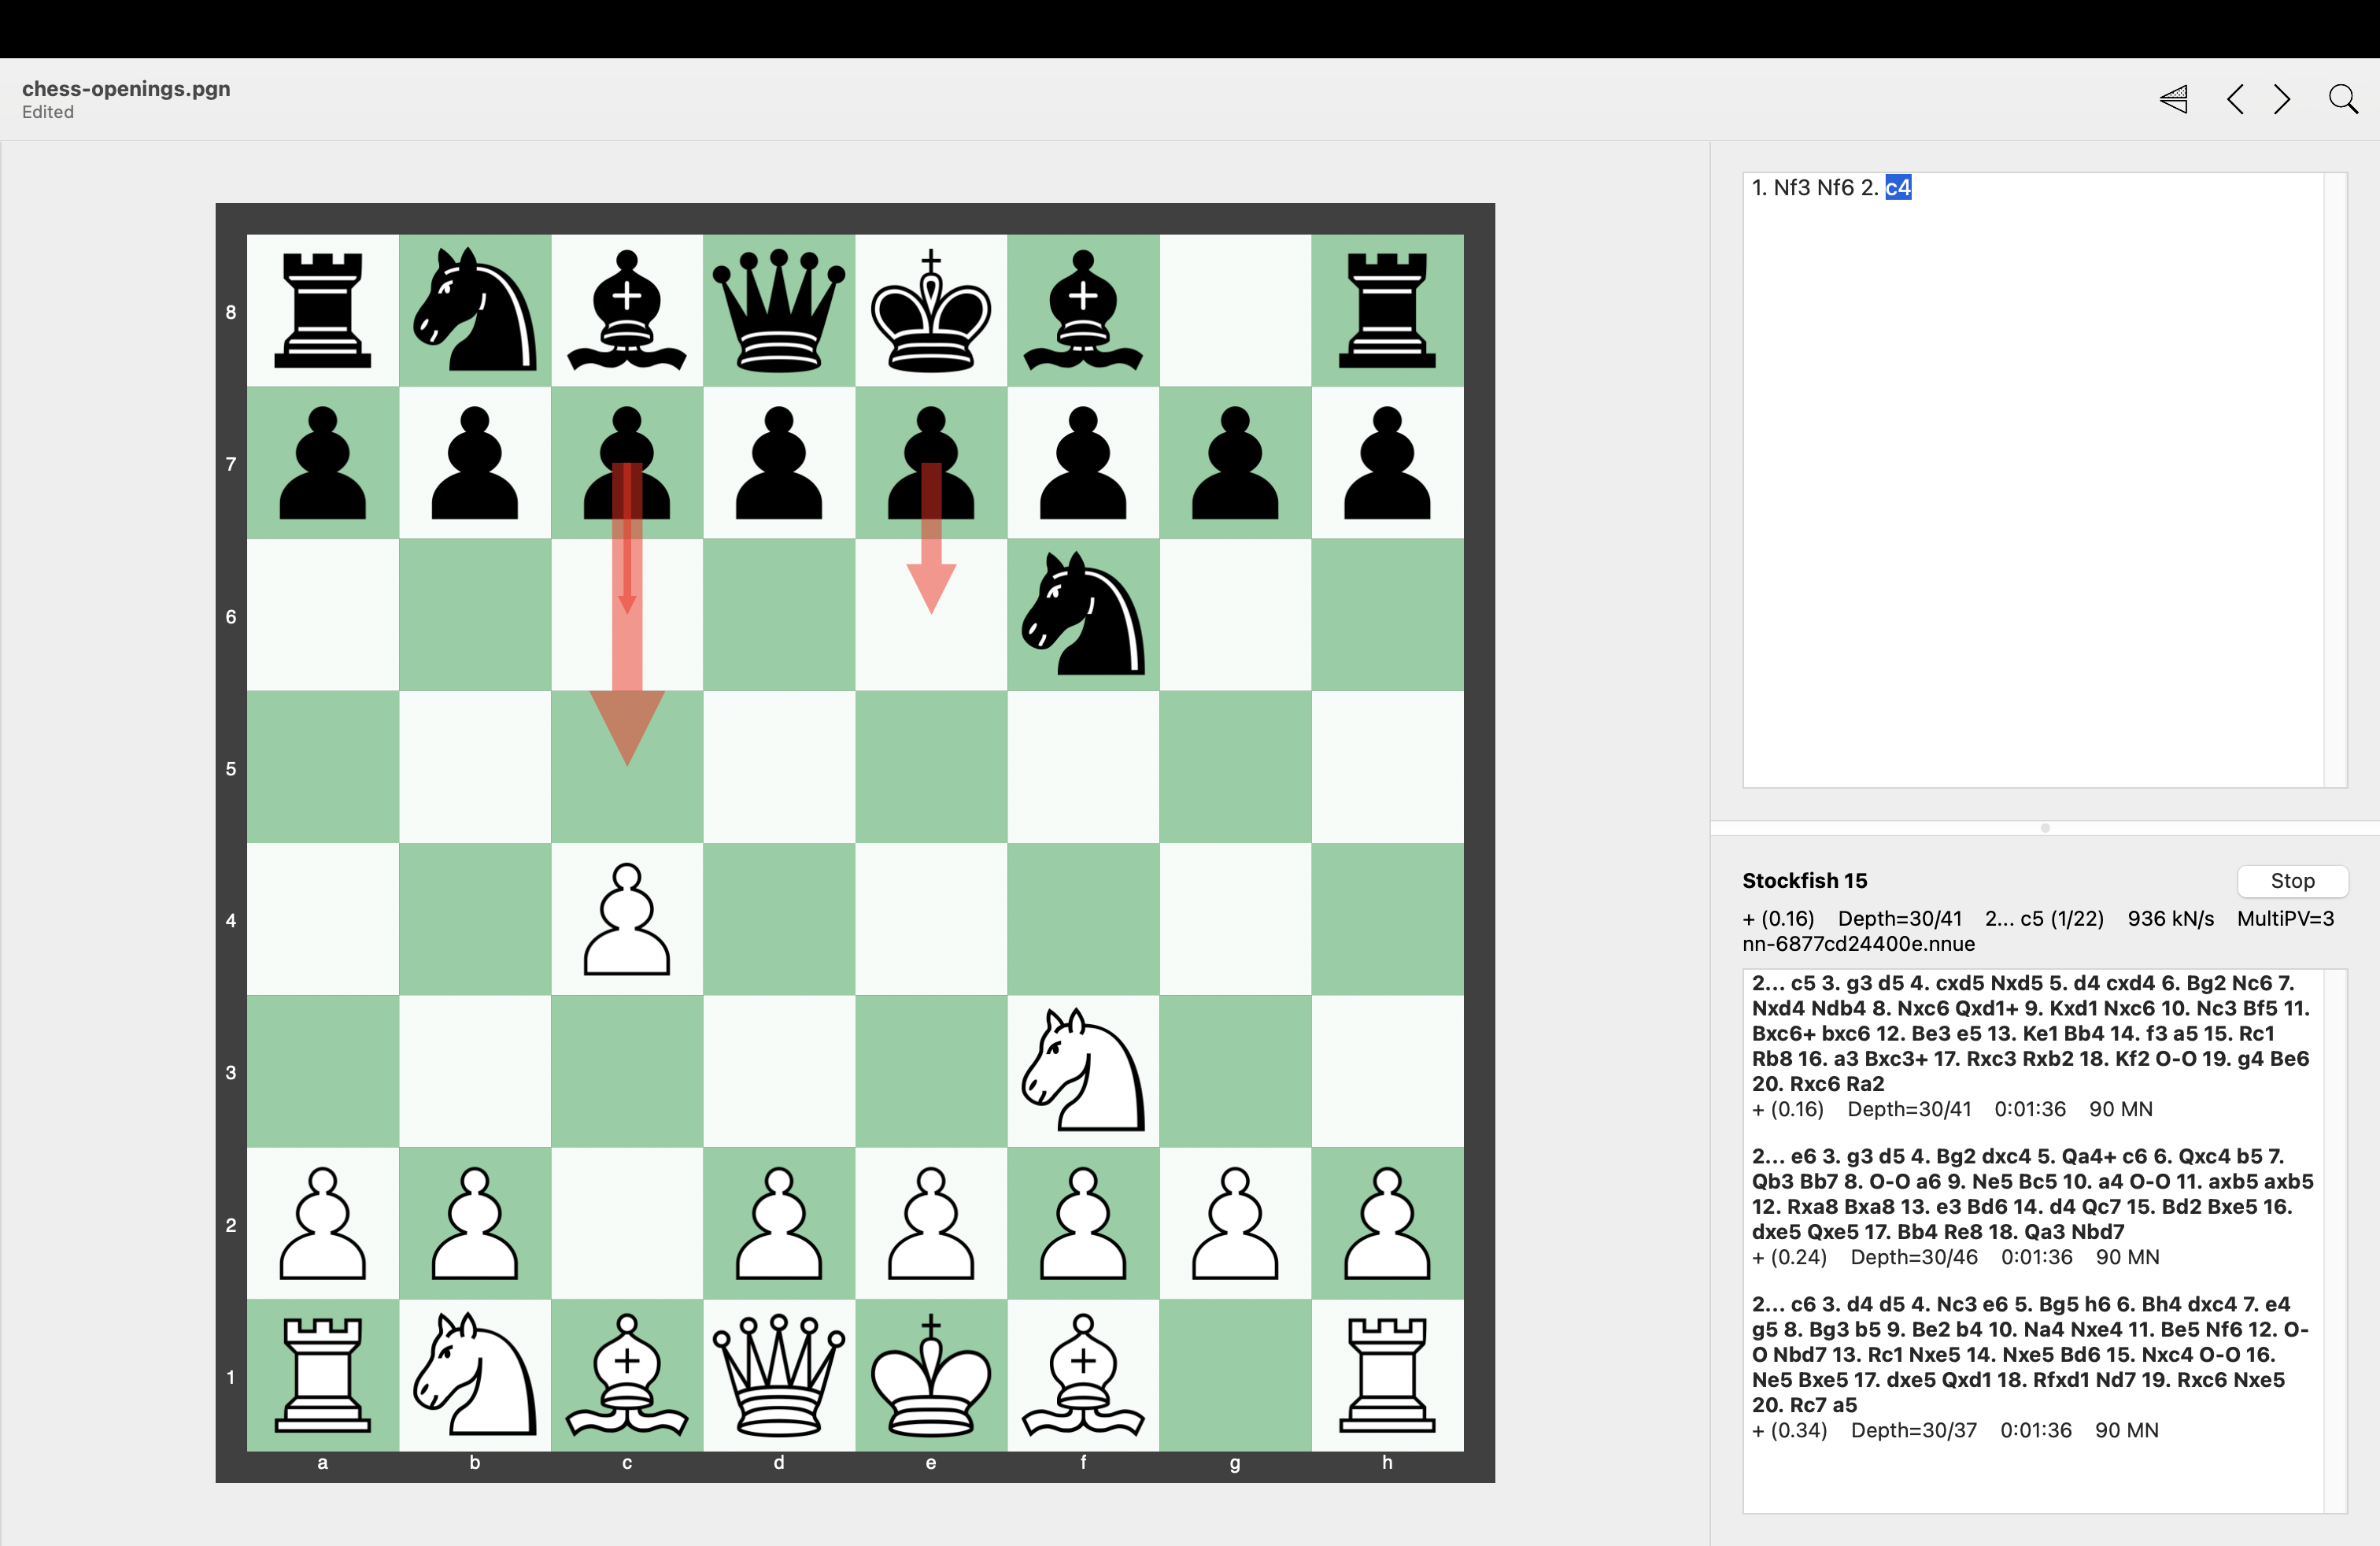 chess-openings.pgn
Edited
1. Nf3 Nf6 2. c4
8
7
6
5
4
3
2
1
a b c d e f g h
Stockfish 15
Stop
+ (0.16) Depth=30/41 2... c5 (1/22) 936 kN/s MultiPV=3
nn-6877cd24400e.nnue
2... c5 3. g3 d5 4. cxd5 Nxd5 5. d4 cxd4 6. Bg2 Nc6 7.
Nxd4 Ndb4 8. Nxc6 Qxd1+ 9. Kxd1 Nxc6 10. Nc3 Bf5 11.
Bxc6+ bxc6 12. Be3 e5 13. Ke1 Bb4 14. f3 a5 15. Rc1
Rb8 16. a3 Bxc3+ 17. Rxc3 Rxb2 18. Kf2 O-O 19. g4 Be6
20. Rxc6 Ra2
+ (0.16) Depth=30/41 0:01:36 90 MN
2... e6 3. g3 d5 4. Bg2 dxc4 5. Qa4+ c6 6. Qxc4 b5 7.
Qb3 Bb7 8. O-O a6 9. Ne5 Bc5 10. a4 O-O 11. axb5 axb5
12. Rxa8 Bxa8 13. e3 Bd6 14. d4 Qc7 15. Bd2 Bxe5 16.
dxe5 Qxe5 17. Bb4 Re8 18. Qa3 Nbd7
+ (0.24) Depth=30/46 0:01:36 90 MN
2... c6 3. d4 d5 4. Nc3 e6 5. Bg5 h6 6. Bh4 dxc4 7. e4
g5 8. Bg3 b5 9. Be2 b4 10. Na4 Nxe4 11. Be5 Nf6 12. O-
O Nbd7 13. Rc1 Nxe5 14. Nxe5 Bd6 15. Nxc4 O-O 16.
Ne5 Bxe5 17. dxe5 Qxd1 18. Rfxd1 Nd7 19. Rxc6 Nxe5
20. Rc7 a5
+ (0.34) Depth=30/37 0:01:36 90 MN